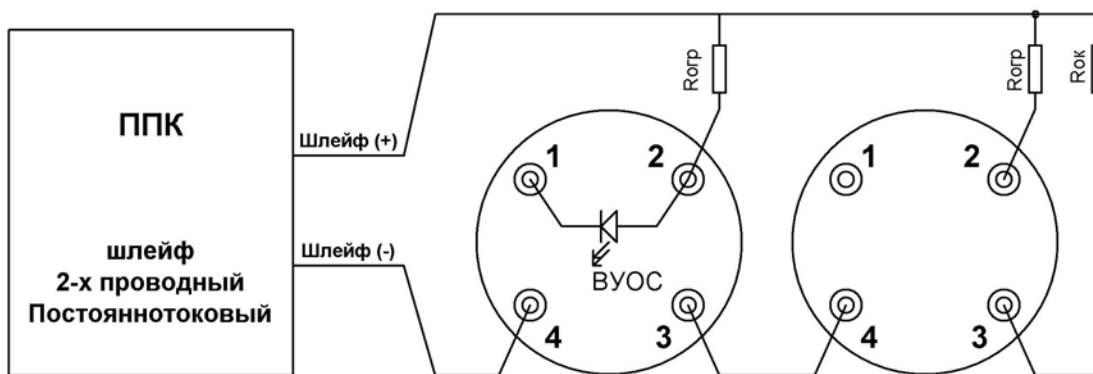 ППК
Шлейф (+)
Шлейф (-)
шлейф
2-х проводный
Постояннотоковый
Rогр
1
2
ВУОС
4
3
Rогр
Rок
1
2
4
3